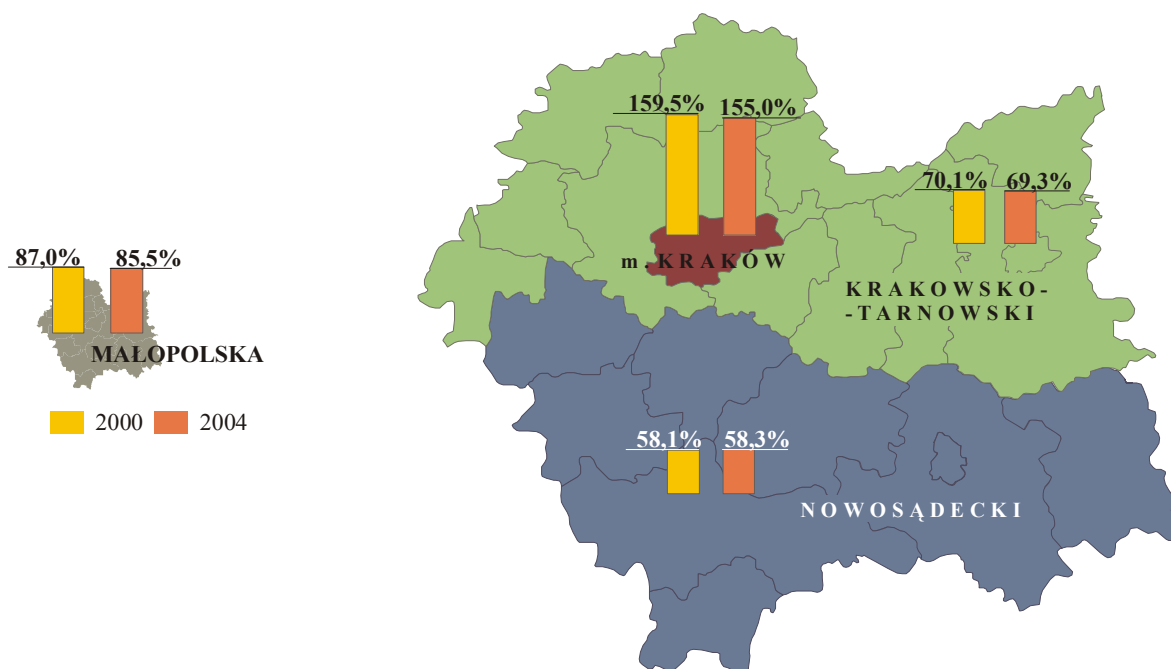 159,5% 155,0%
70,1% 69,3%
87,0% 85,5%
m. KRAKÓW
KRAKOWSKO-
-TARNOWSKI
MAŁOPOLSKA
2000 2004
58,1% 58,3%
NOWOSĄDECKI